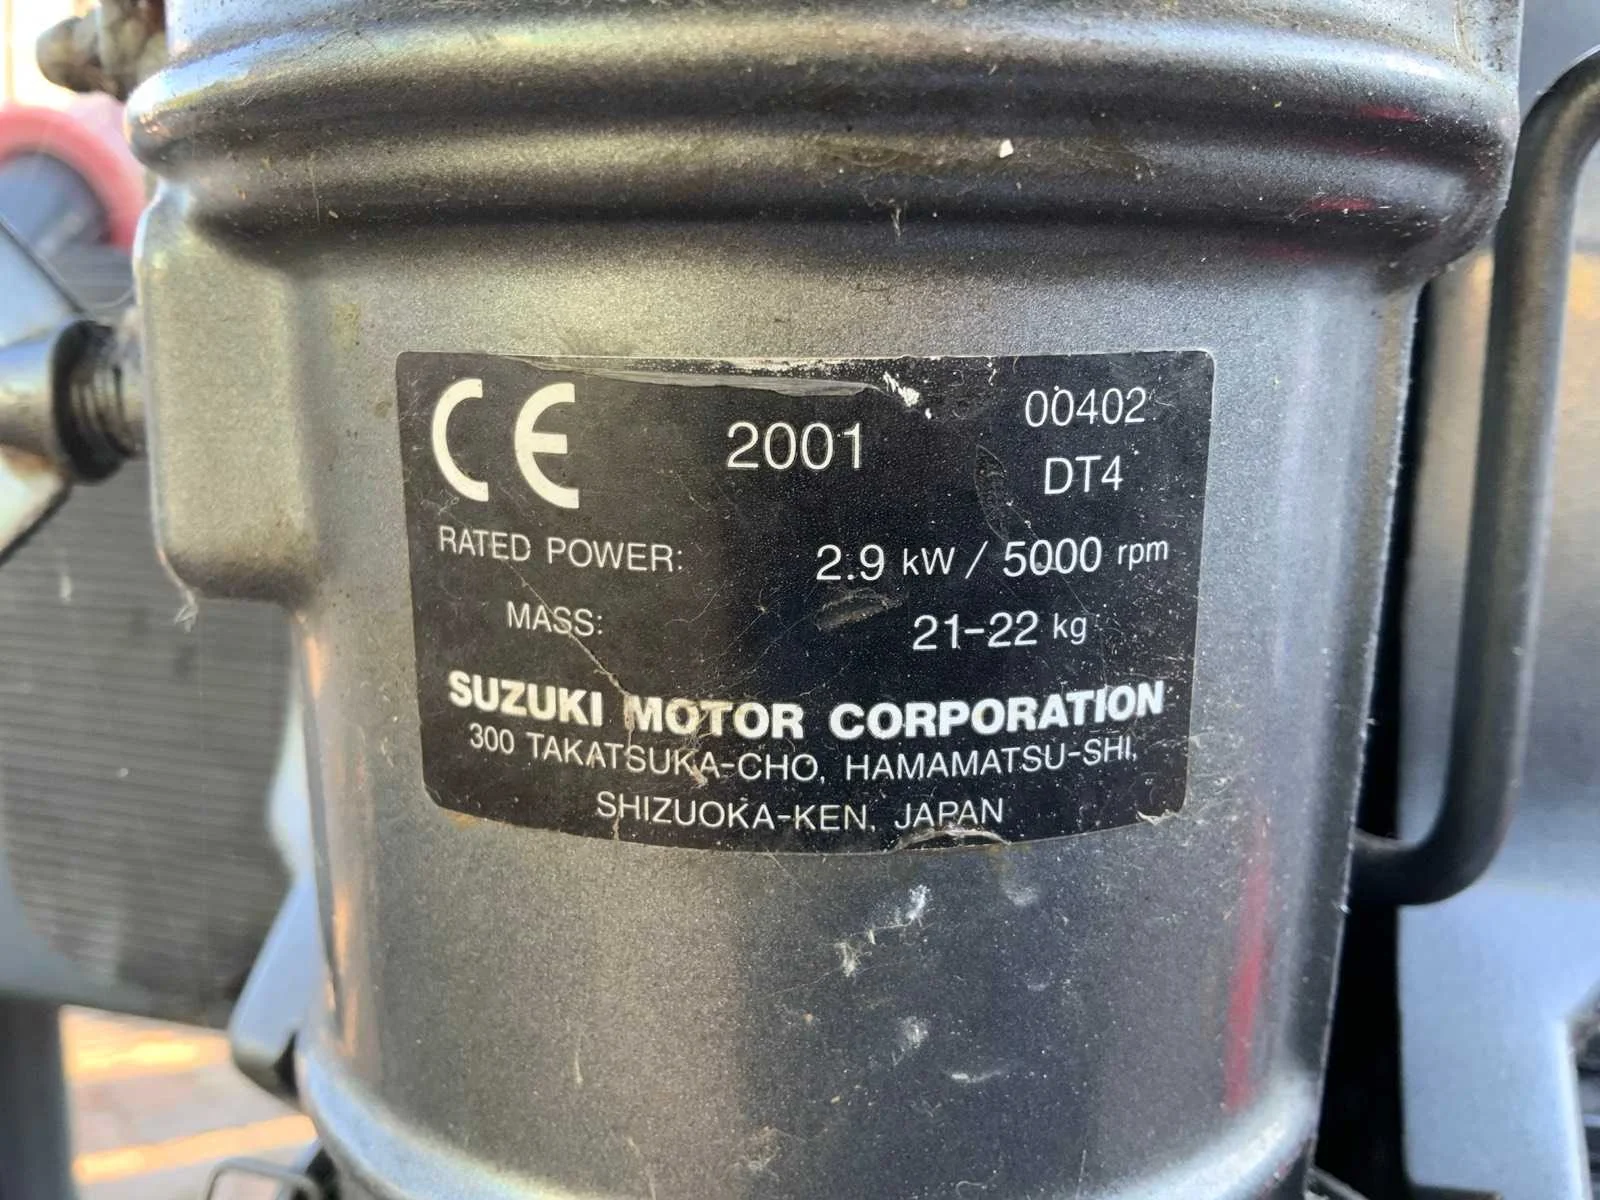 CE 2001 00402
DT4
RATED POWER: 2.9 kW / 5000 rpm
MASS: 21-22 kg
SUZUKI MOTOR CORPORATION
300 TAKATSUKA-CHO, HAMAMATSU-SHI,
SHIZUOKA-KEN, JAPAN